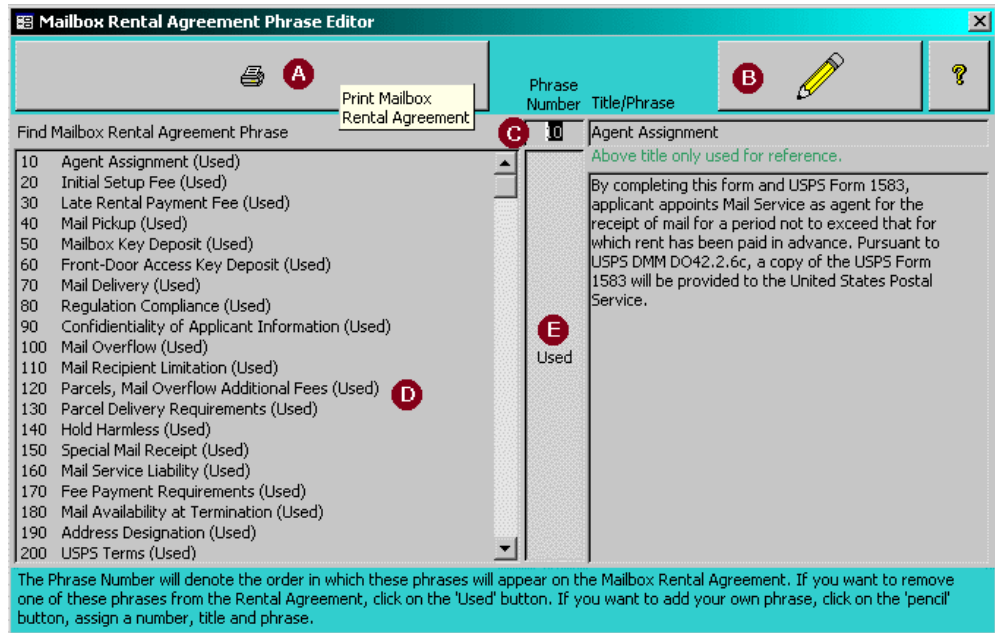 Mailbox Rental Agreement Phrase Editor
A
Print Mailbox
Rental Agreement
Phrase
Number
Title/Phrase
B
?
Find Mailbox Rental Agreement Phrase
C
10
Agent Assignment
Above title only used for reference.
10 Agent Assignment (Used)
20 Initial Setup Fee (Used)
30 Late Rental Payment Fee (Used)
40 Mail Pickup (Used)
50 Mailbox Key Deposit (Used)
60 Front-Door Access Key Deposit (Used)
70 Mail Delivery (Used)
80 Regulation Compliance (Used)
90 Confidientiality of Applicant Information (Used)
100 Mail Overflow (Used)
110 Mail Recipient Limitation (Used)
120 Parcels, Mail Overflow Additional Fees (Used)
130 Parcel Delivery Requirements (Used)
140 Hold Harmless (Used)
150 Special Mail Receipt (Used)
160 Mail Service Liability (Used)
170 Fee Payment Requirements (Used)
180 Mail Availability at Termination (Used)
190 Address Designation (Used)
200 USPS Terms (Used)
D
E
Used
By completing this form and USPS Form 1583,
applicant appoints Mail Service as agent for the
receipt of mail for a period not to exceed that for
which rent has been paid in advance. Pursuant to
USPS DMM DO42.2.6c, a copy of the USPS Form
1583 will be provided to the United States Postal
Service.
The Phrase Number will denote the order in which these phrases will appear on the Mailbox Rental Agreement. If you want to remove
one of these phrases from the Rental Agreement, click on the 'Used' button. If you want to add your own phrase, click on the 'pencil'
button, assign a number, title and phrase.